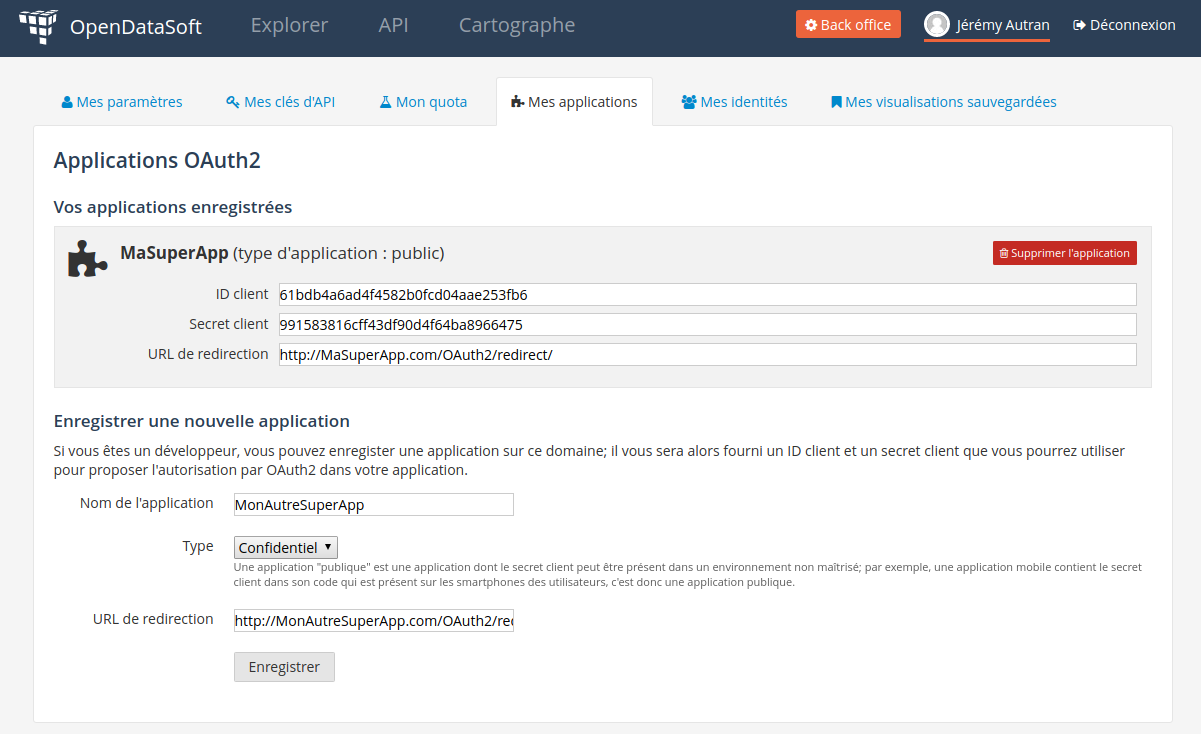 OpenDataSoft
Explorer
API
Cartographe
Back office
Jérémy Autran
Déconnexion
Mes paramètres
Mes clés d'API
Mon quota
Mes applications
Mes identités
Mes visualisations sauvegardées
Applications OAuth2
Vos applications enregistrées
MaSuperApp (type d'application : public)
Supprimer l'application
ID client
61bdb4a6ad4f4582b0fcd04aae253fb6
Secret client
991583816cff43df90d4f64ba8966475
URL de redirection
http://MaSuperApp.com/OAuth2/redirect/
Enregistrer une nouvelle application
Si vous êtes un développeur, vous pouvez enregister une application sur ce domaine; il vous sera alors fourni un ID client et un secret client que vous pourrez utiliser
pour proposer l'autorisation par OAuth2 dans votre application.
Nom de l'application
MonAutreSuperApp
Type
Confidentiel
Une application "publique" est une application dont le secret client peut être présent dans un environnement non maîtrisé; par exemple, une application mobile contient le secret
client dans son code qui est présent sur les smartphones des utilisateurs, c'est donc une application publique.
URL de redirection
http://MonAutreSuperApp.com/OAuth2/red
Enregistrer